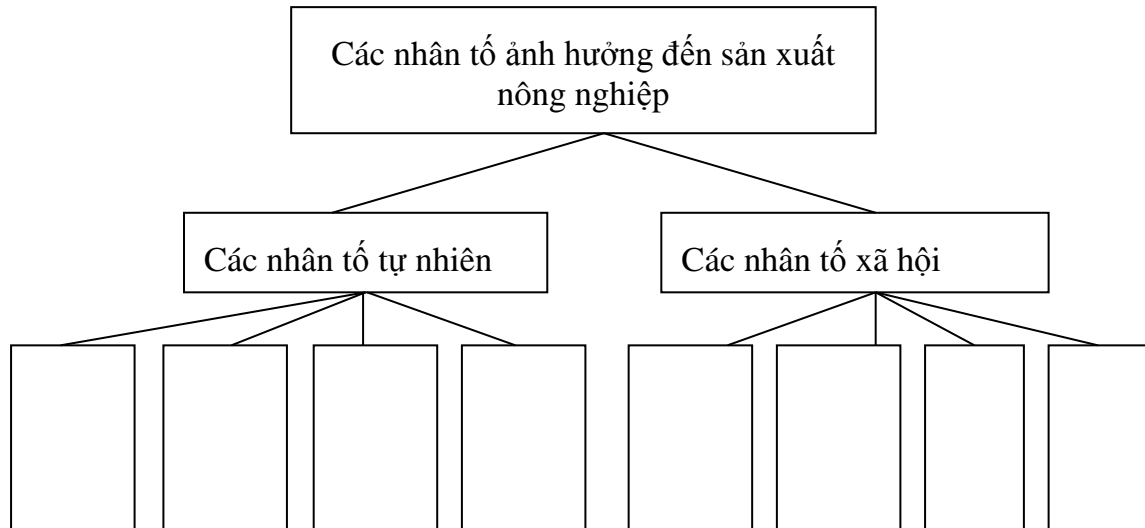 Các nhân tố ảnh hưởng đến sản xuất
nông nghiệp
Các nhân tố tự nhiên
Các nhân tố xã hội